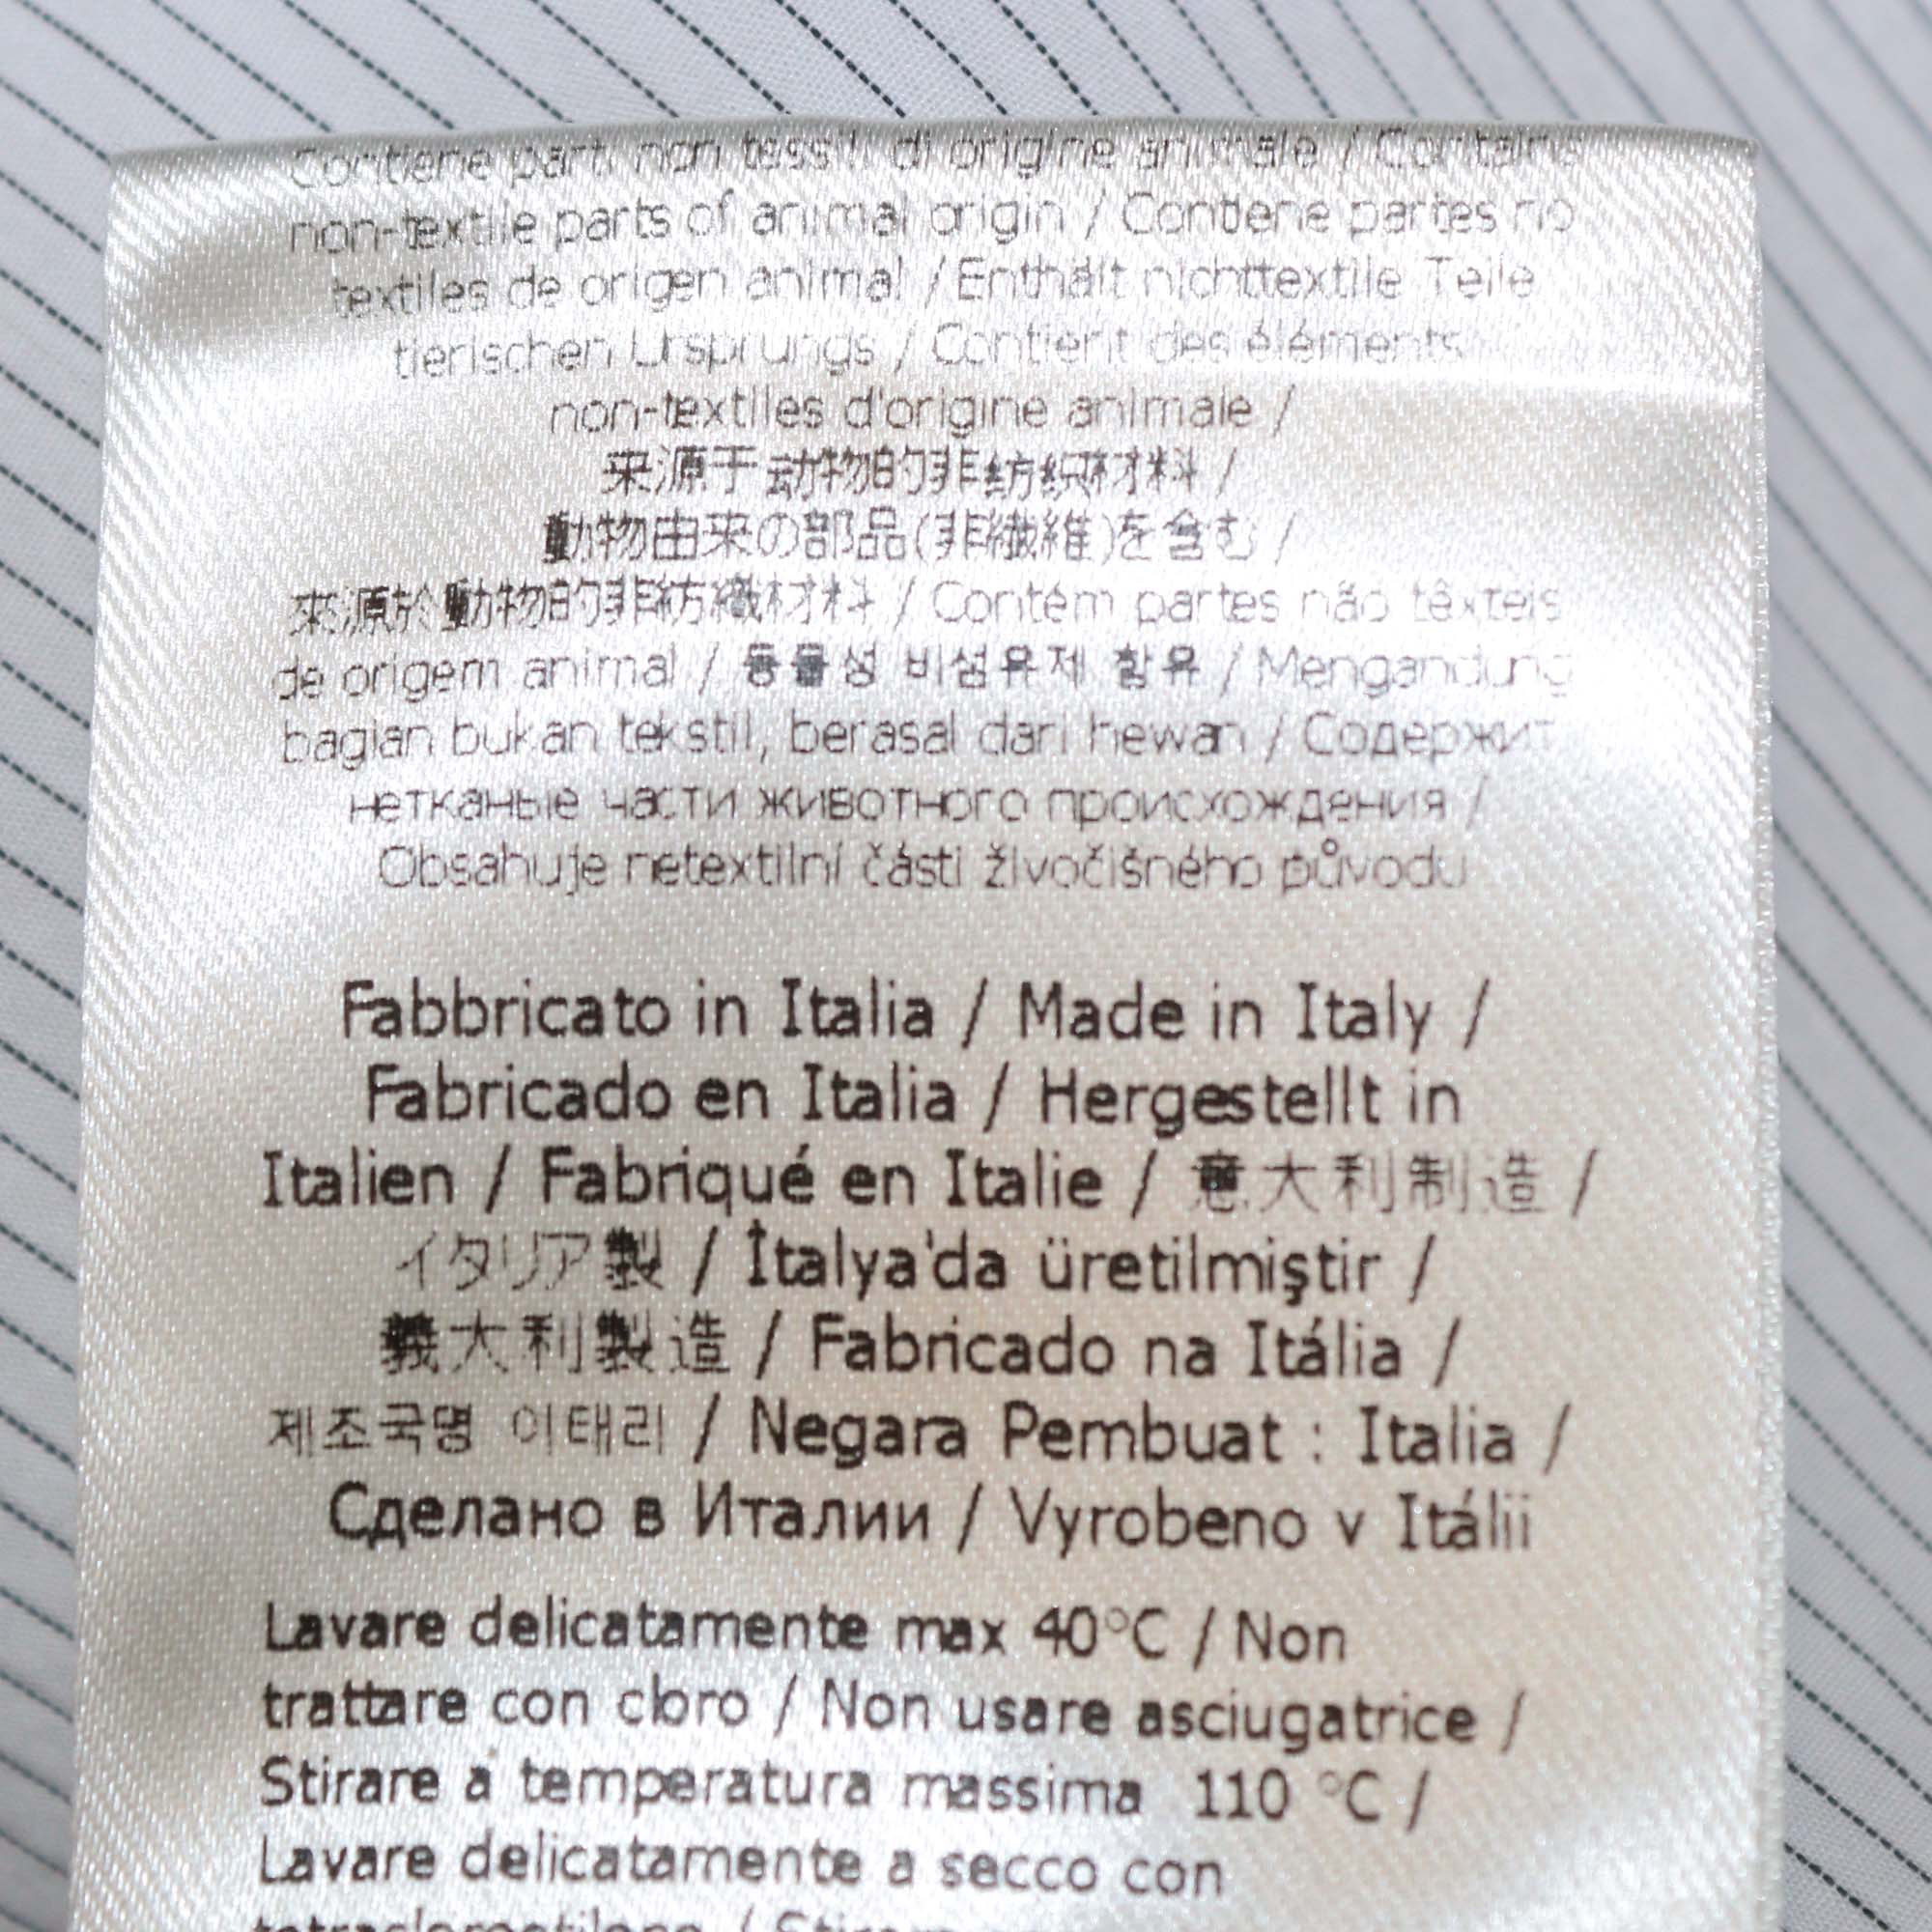 Contiene parti non tessili di origine animale / Contains
non-textile parts of animal origin / Contiene partes no
textiles de origen animal / Enthält nichttextile Teile
tierischen Ursprungs / Contient des éléments
non-textiles d'origine animale /
来源于动物的非纺织材料 /
動物由来の部品(非繊維)を含む /
來源於動物的非紡織材料 / Contém partes não têxteis
de origem animal / 동물성 비섬유제 함유 / Mengandung
bagian bukan tekstil, berasal dari hewan / Содержит
нетканые части животного происхождения /
Obsahuje netextilní části živočišného původu
Fabbricato in Italia / Made in Italy /
Fabricado en Italia / Hergestellt in
Italien / Fabriqué en Italie / 意大利制造 /
イタリア製 / İtalya'da üretilmiştir /
義大利製造 / Fabricado na Itália /
제조국명 이태리 / Negara Pembuat : Italia /
Сделано в Италии / Vyrobeno v Itálii
Lavare delicatamente max 40°C / Non
trattare con cloro / Non usare asciugatrice /
Stirare a temperatura massima 110 °C /
Lavare delicatamente a secco con